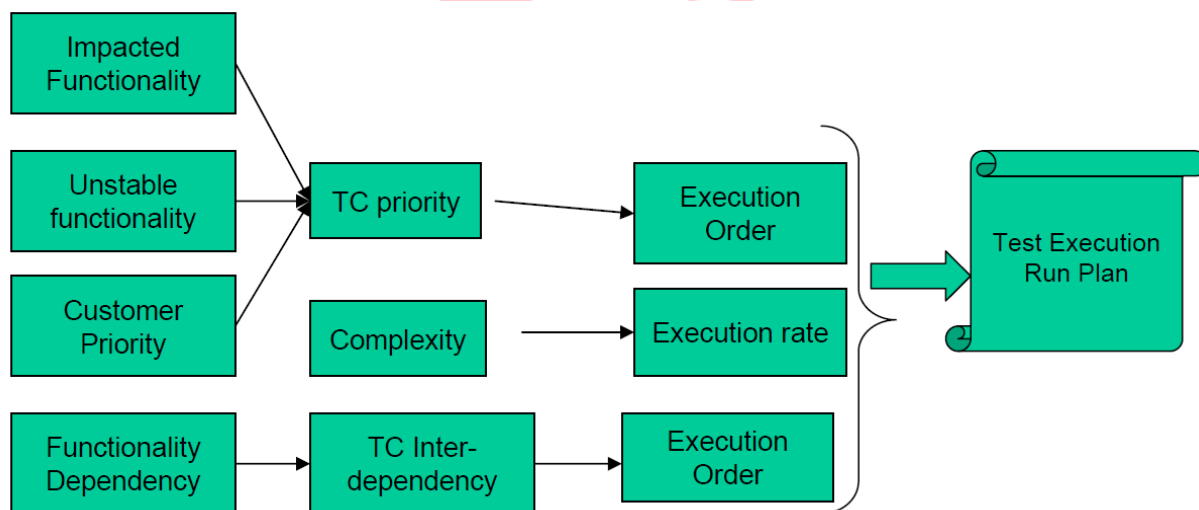 Impacted
Functionality
Unstable
functionality
Customer
Priority
Functionality
Dependency
TC priority
Complexity
TC Inter-
dependency
Execution
Order
Execution rate
Execution
Order
Test Execution
Run Plan